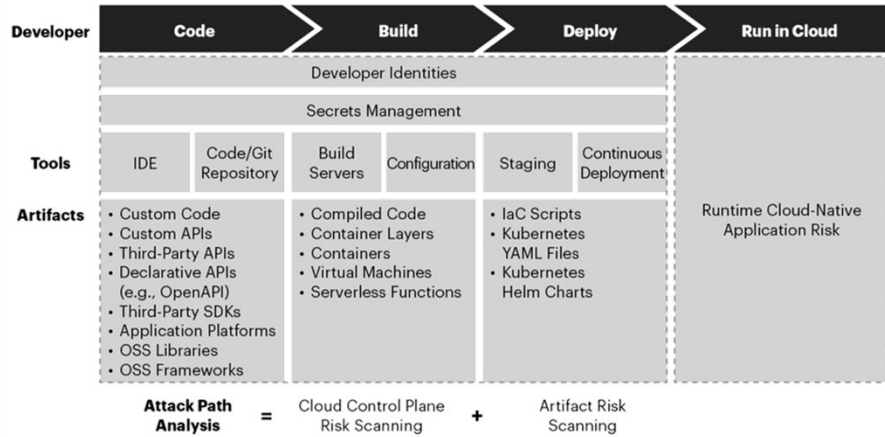 Developer Code Build Deploy Run in Cloud
Developer Identities
Secrets Management
Tools
IDE
Code/Git
Repository
Build
Servers
Configuration
Staging
Continuous
Deployment
Artifacts
• Custom Code
• Custom APIs
• Third-Party APIs
• Declarative APIs
(e.g., OpenAPI)
• Third-Party SDKs
• Application Platforms
• OSS Libraries
• OSS Frameworks
• Compiled Code
• Container Layers
• Containers
• Virtual Machines
• Serverless Functions
• IaC Scripts
• Kubernetes
YAML Files
• Kubernetes
Helm Charts
Runtime Cloud-Native
Application Risk
Attack Path
Analysis
=
Cloud Control Plane
Risk Scanning
+
Artifact Risk
Scanning